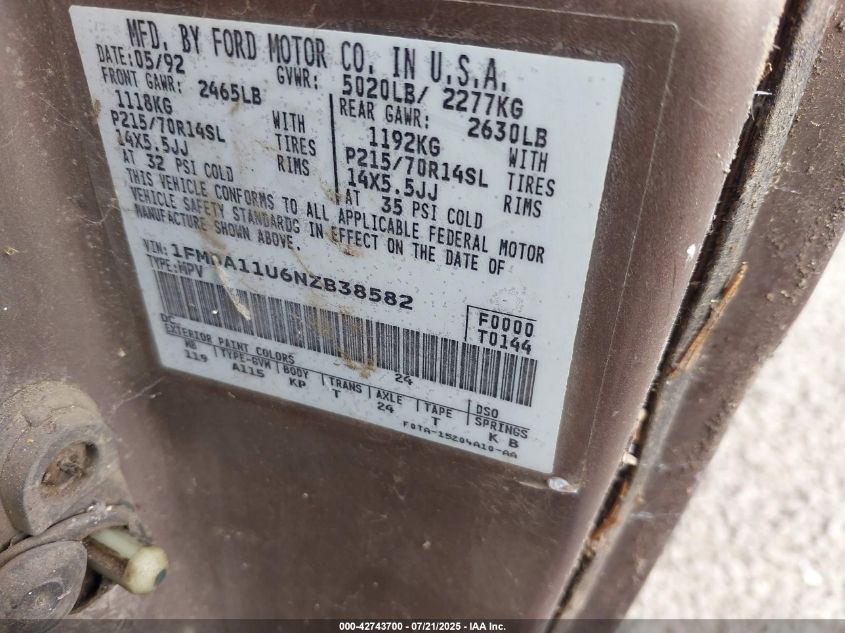 MFD. BY FORD MOTOR CO. IN U.S.A.
DATE: 05/92 GVWR: 5020LB/ 2277KG
FRONT GAWR: 2465LB REAR GAWR: 2630LB
1118KG WITH 1192KG WITH
P215/70R14SL TIRES P215/70R14SL TIRES
14X5.5JJ RIMS 14X5.5JJ RIMS
AT 32 PSI COLD AT 35 PSI COLD
THIS VEHICLE CONFORMS TO ALL APPLICABLE FEDERAL MOTOR
VEHICLE SAFETY STANDARDS IN EFFECT ON THE DATE OF
MANUFACTURE SHOWN ABOVE.
VIN: 1FMDA11U6NZB38582
TYPE: MPV
F0000
T0144
DC 24
EXTERIOR PAINT COLORS DSO
WB TYPE-GVW BODY TRANS AXLE TAPE SPRINGS
119 A115 KP T 24 T K B
F0TA-15204A10-AA
000-42743700 - 07/21/2025 - IAA Inc.